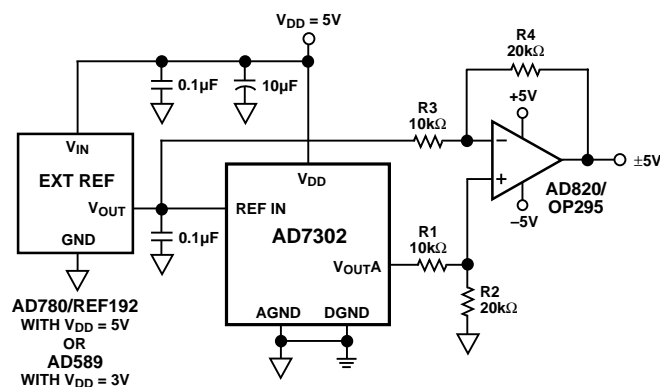 V_DD = 5V
R4
20kΩ
0.1µF
10µF
R3
10kΩ
+5V
V_IN
EXT REF
V_OUT
GND
V_DD
REF IN
AD7302
V_OUTA
AGND
DGND
−
+
±5V
AD820/
OP295
−5V
R1
10kΩ
0.1µF
R2
20kΩ
AD780/REF192
WITH V_DD = 5V
OR
AD589
WITH V_DD = 3V